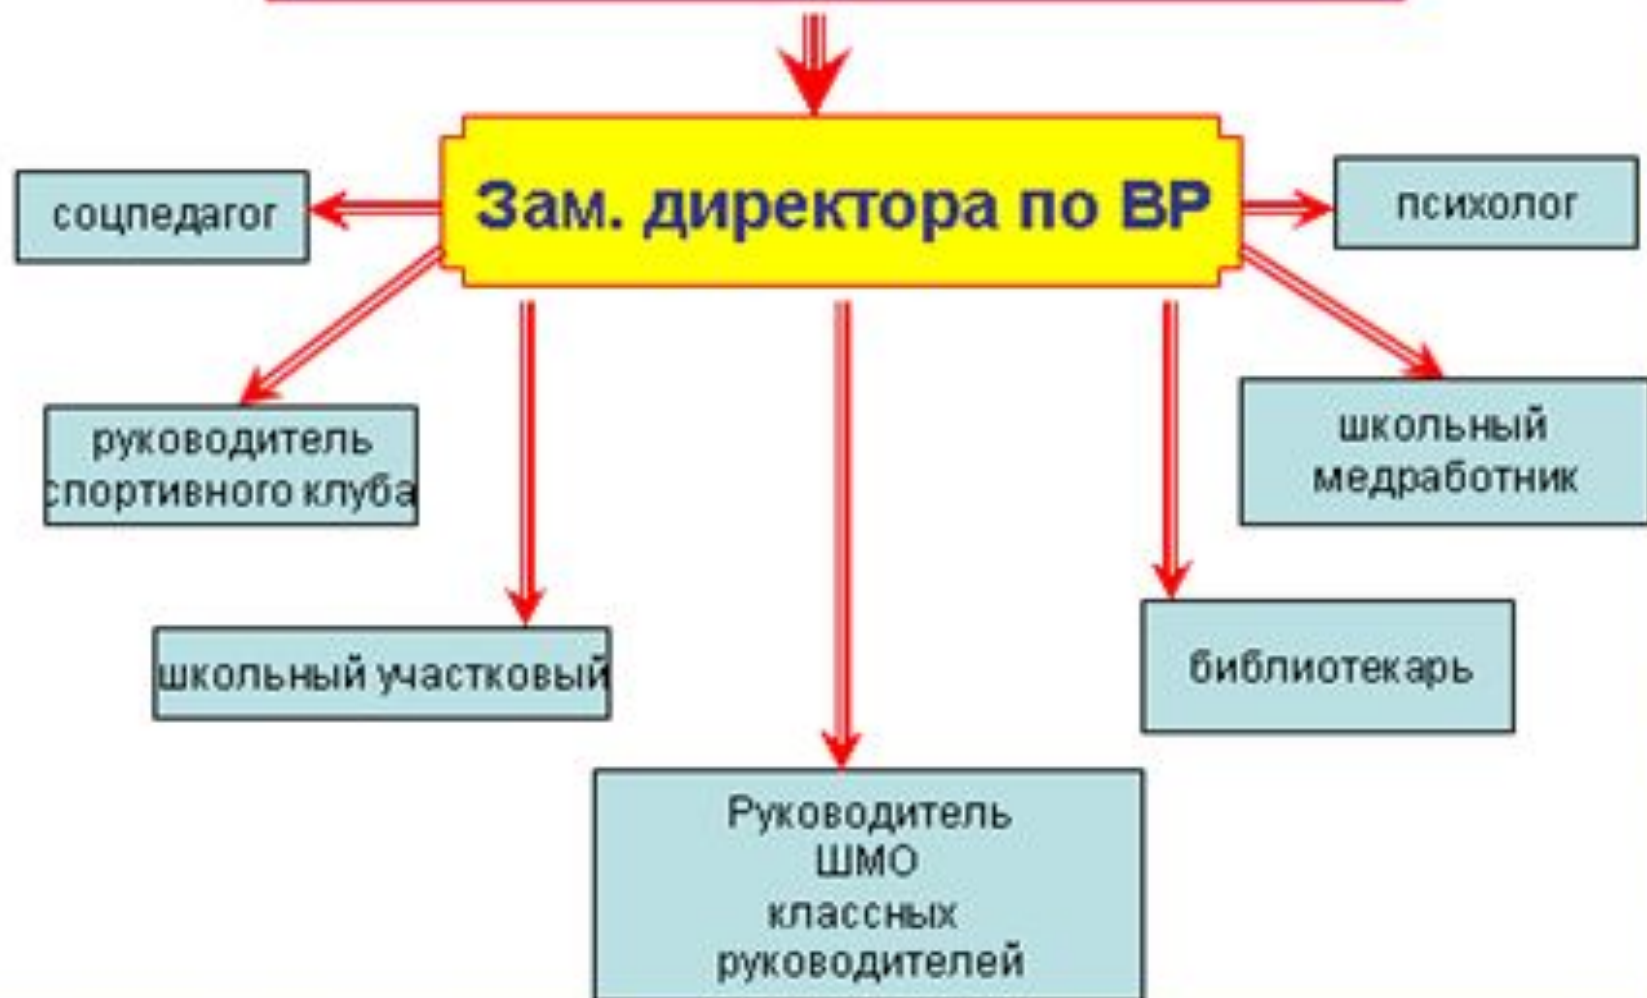 Зам. директора по ВР
соцпедагог
психолог
руководитель
спортивного клуба
школьный
медработник
школьный участковый
библиотекарь
Руководитель
ШМО
классных
руководителей